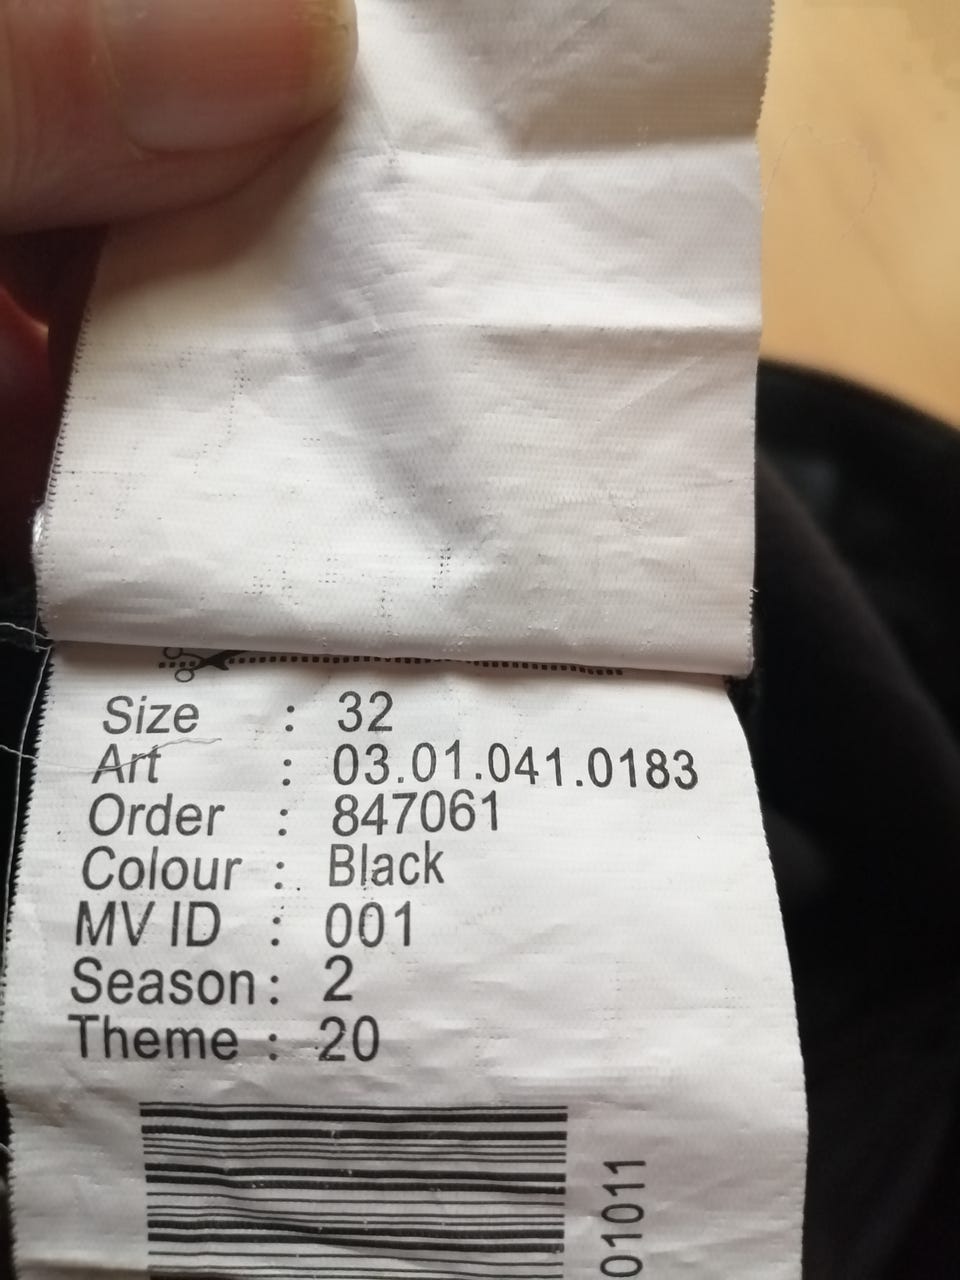 Size : 32
Art : 03.01.041.0183
Order : 847061
Colour : Black
MV ID : 001
Season : 2
Theme : 20
01011